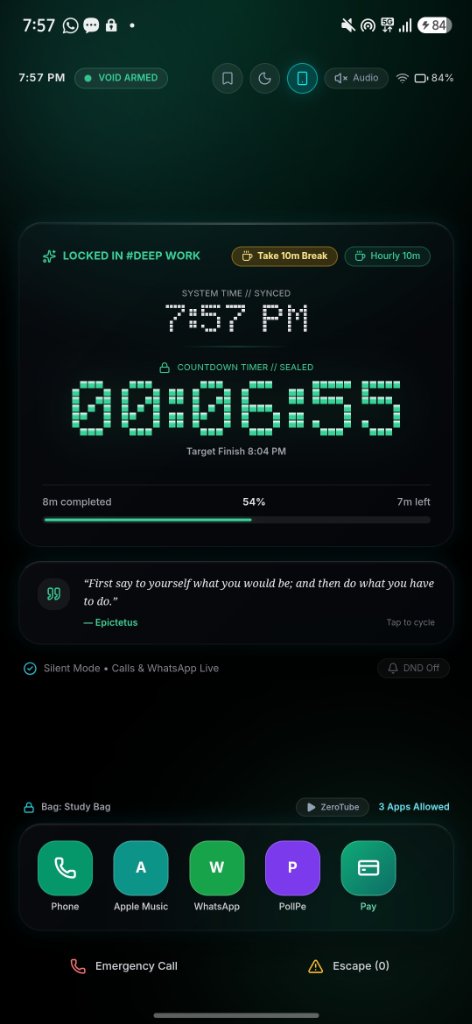 7:57
5G
84
7:57 PM
VOID ARMED
Audio
84%
LOCKED IN #DEEP WORK
Take 10m Break
Hourly 10m
SYSTEM TIME // SYNCED
7:57 PM
COUNTDOWN TIMER // SEALED
00:06:55
Target Finish 8:04 PM
8m completed
54%
7m left
“First say to yourself what you would be; and then do what you have
to do.”
— Epictetus
Tap to cycle
Silent Mode • Calls & WhatsApp Live
DND Off
Bag: Study Bag
ZeroTube
3 Apps Allowed
A
W
P
Phone
Apple Music
WhatsApp
PollPe
Pay
Emergency Call
Escape (0)